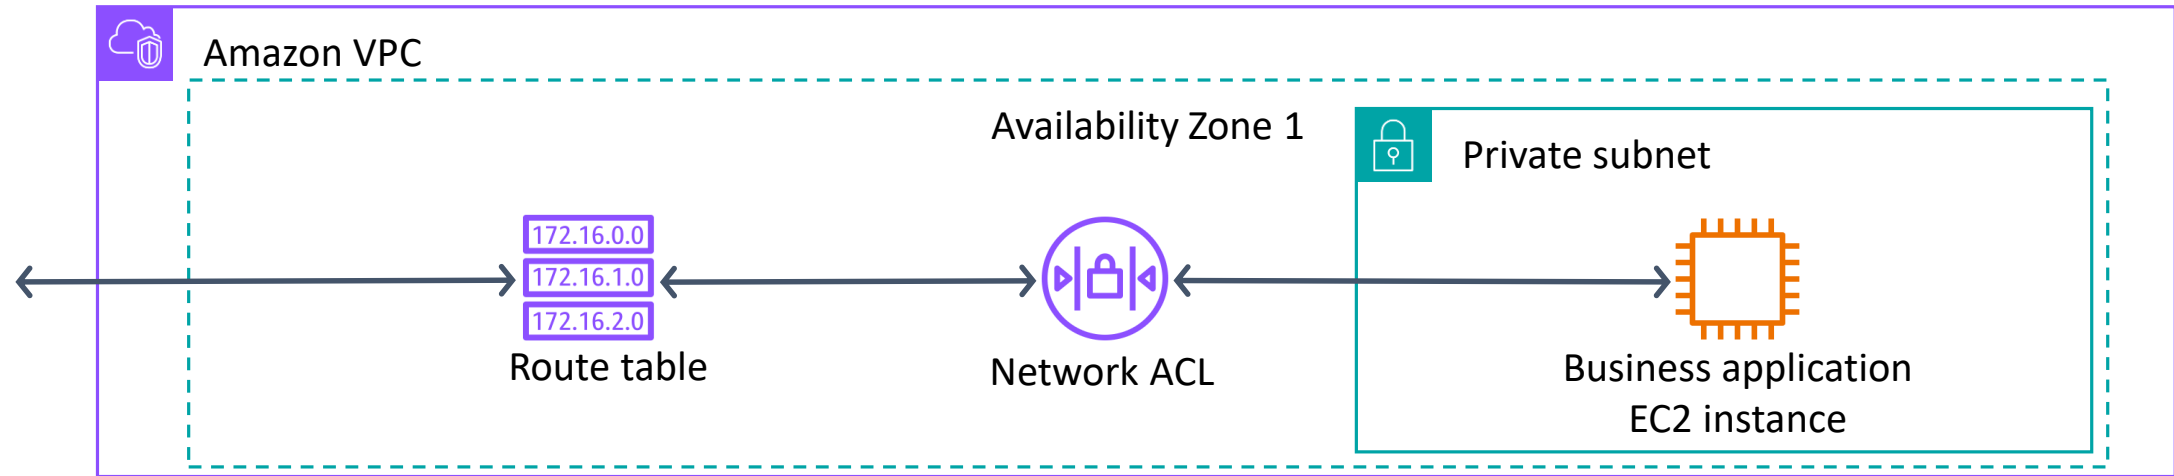 Amazon VPC
Availability Zone 1
Private subnet
172.16.0.0
172.16.1.0
172.16.2.0
Route table
Network ACL
Business application
EC2 instance